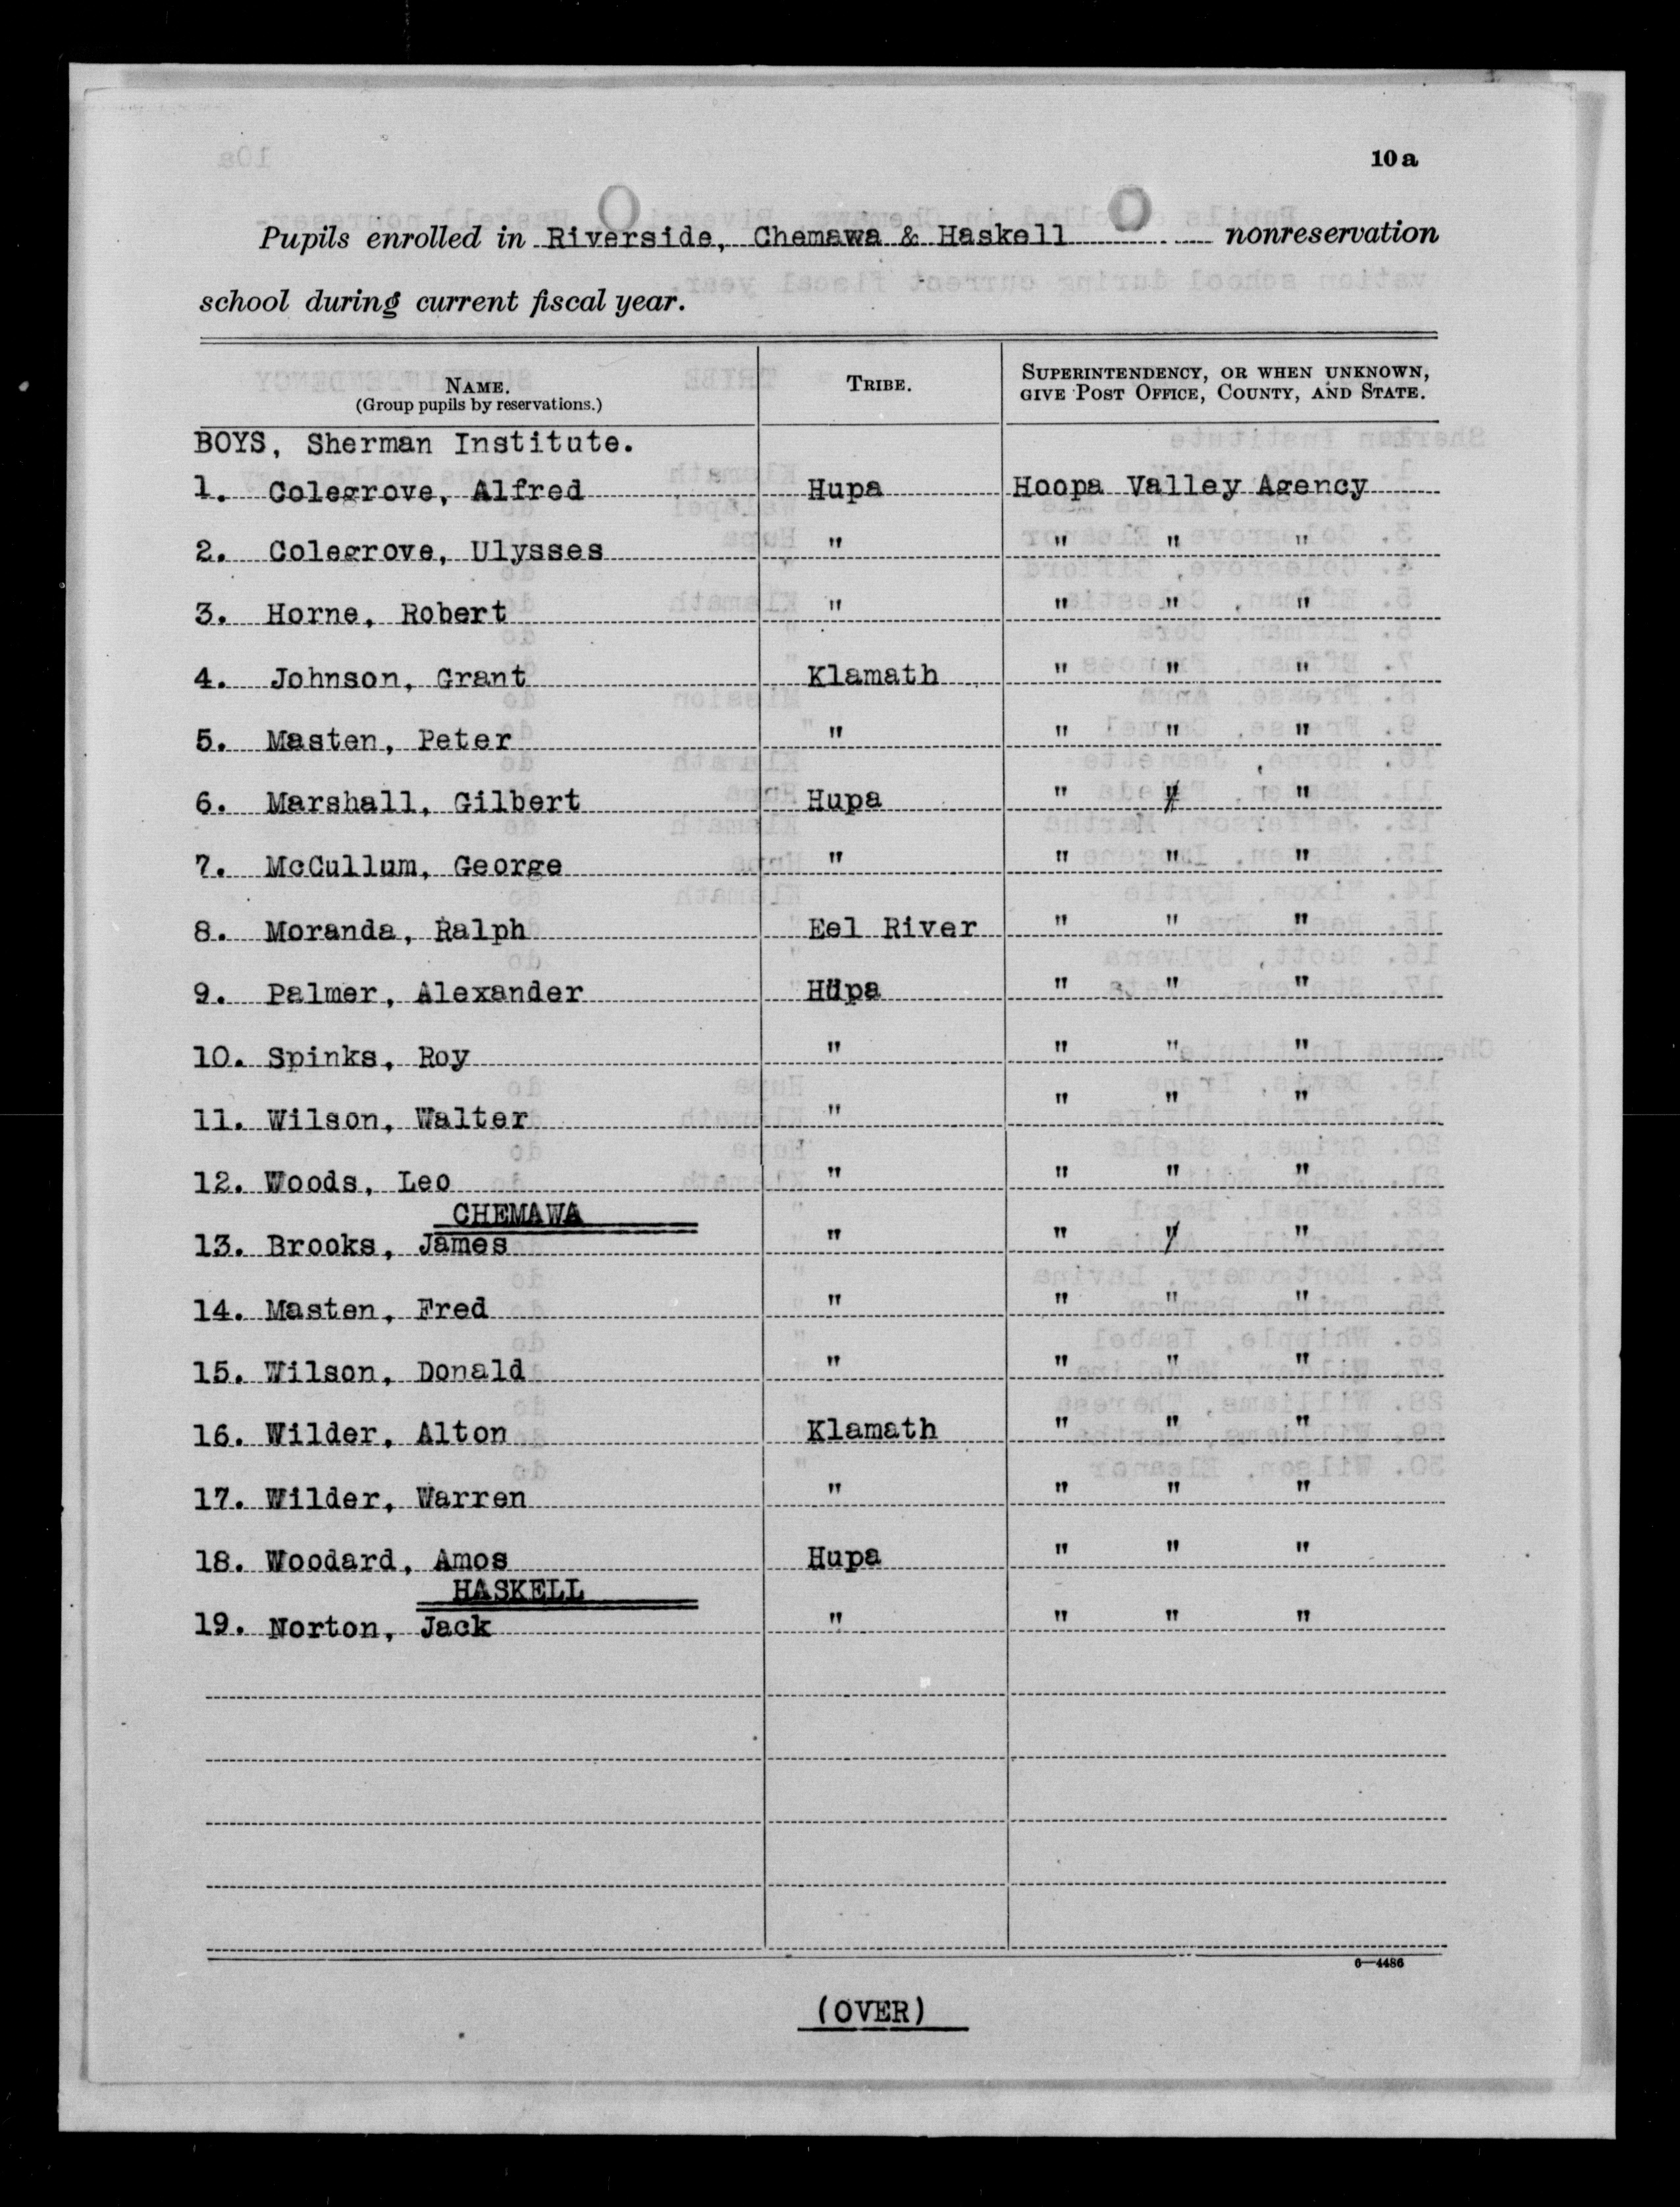 10 a
Pupils enrolled in Riverside, Chemawa & Haskell nonreservation
school during current fiscal year.
NAME. TRIBE. SUPERINTENDENCY, OR WHEN UNKNOWN,
(Group pupils by reservations.) GIVE POST OFFICE, COUNTY, AND STATE.
BOYS, Sherman Institute.
1. Colegrove, Alfred Hupa Hoopa Valley Agency
2. Colegrove, Ulysses " " " "
3. Horne, Robert " " " "
4. Johnson, Grant Klamath " " "
5. Masten, Peter " " " "
6. Marshall, Gilbert Hupa " " "
7. McCullum, George " " " "
8. Moranda, Ralph Eel River " " "
9. Palmer, Alexander Hupa " " "
10. Spinks, Roy " " " "
11. Wilson, Walter " " " "
12. Woods, Leo " " " "
CHEMAWA
13. Brooks, James " " " "
14. Masten, Fred " " " "
15. Wilson, Donald " " " "
16. Wilder, Alton Klamath " " "
17. Wilder, Warren " " " "
18. Woodard, Amos Hupa " " "
HASKELL
19. Norton, Jack " " " "
6—4486
(OVER)